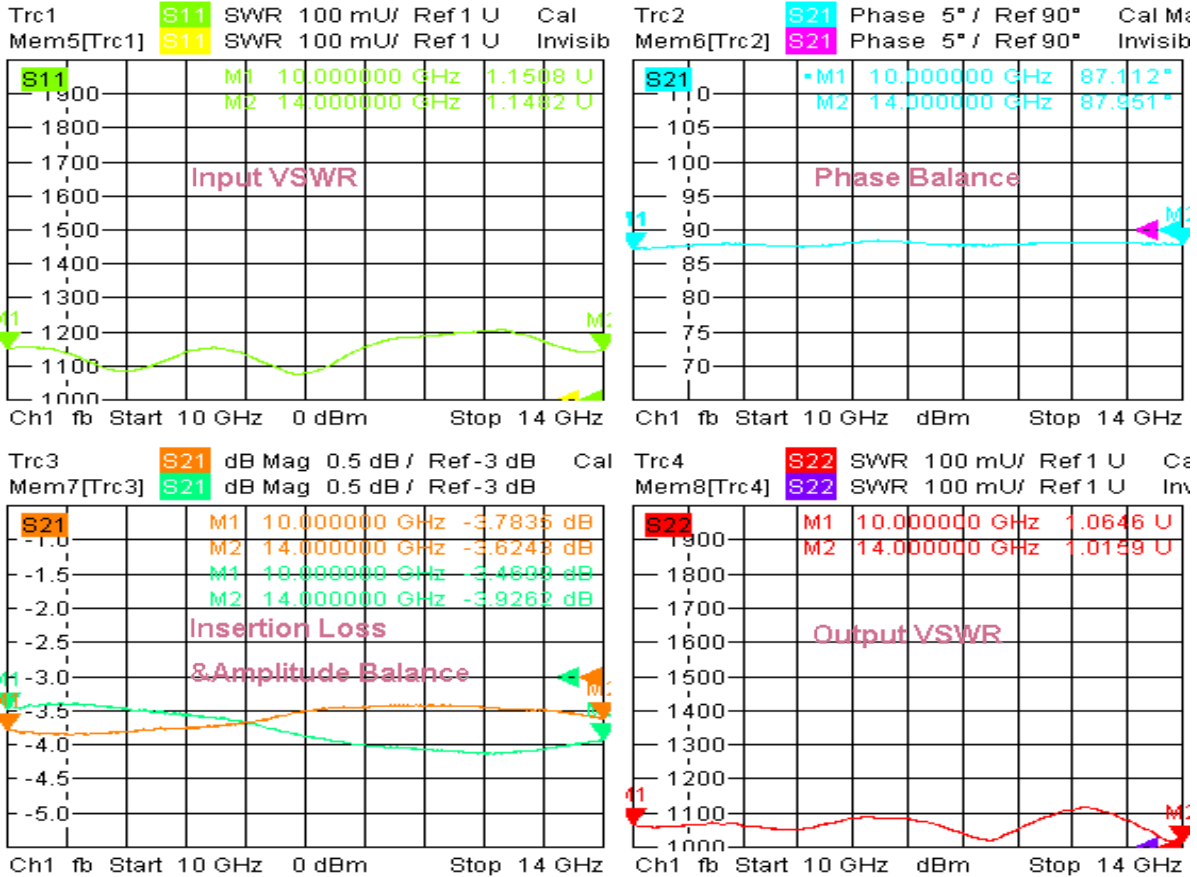 Trc1 S11 SWR 100 mU/ Ref 1 U Cal
Mem5[Trc1] S11 SWR 100 mU/ Ref 1 U Invisib
S11
M1 10.000000 GHz 1.1508 U
M2 14.000000 GHz 1.1482 U
1900
1800
1700
Input VSWR
1600
1500
1400
1300
M1
M2
1200
1100
1000
Ch1 fb Start 10 GHz 0 dBm Stop 14 GHz
Trc2 S21 Phase 5°/ Ref 90° Cal Ma
Mem6[Trc2] S21 Phase 5°/ Ref 90° Invisib
S21
•M1 10.000000 GHz 87.112°
M2 14.000000 GHz 87.951°
110
105
100
Phase Balance
95
M2
90
85
80
75
70
Ch1 fb Start 10 GHz dBm Stop 14 GHz
Trc3 S21 dB Mag 0.5 dB/ Ref -3 dB Cal
Mem7[Trc3] S21 dB Mag 0.5 dB/ Ref -3 dB
S21
M1 10.000000 GHz -3.7835 dB
M2 14.000000 GHz -3.6243 dB
M1 10.000000 GHz -3.4699 dB
M2 14.000000 GHz -3.9262 dB
-1.0
-1.5
-2.0
Insertion Loss
-2.5
&Amplitude Balance
-3.0
-3.5
-4.0
-4.5
-5.0
Ch1 fb Start 10 GHz 0 dBm Stop 14 GHz
Trc4 S22 SWR 100 mU/ Ref 1 U Ca
Mem8[Trc4] S22 SWR 100 mU/ Ref 1 U Inv
S22
M1 10.000000 GHz 1.0646 U
M2 14.000000 GHz 1.0159 U
1900
1800
1700
Output VSWR
1600
1500
1400
1300
1200
M2
1100
1000
Ch1 fb Start 10 GHz dBm Stop 14 GHz